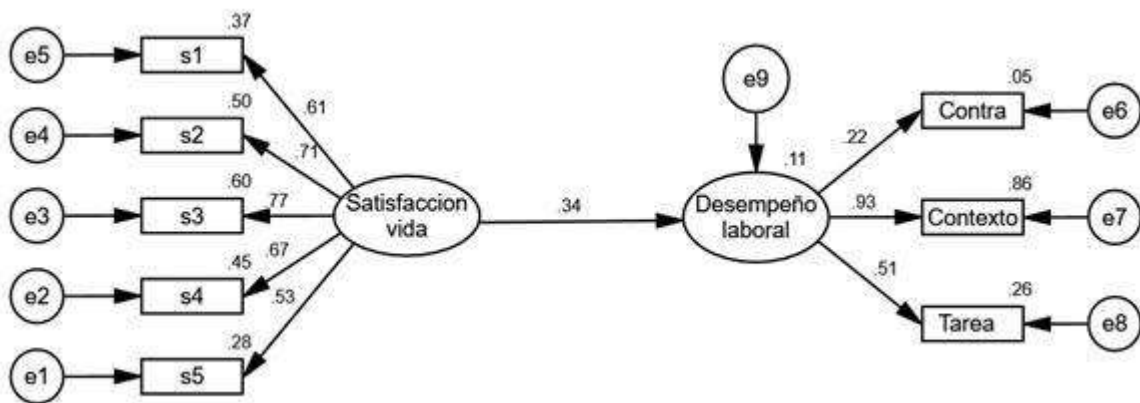 .37
e5
s1
.61
.50
e4
s2
.71
.60
e3
s3
.77
.67
.45
e2
s4
.53
.28
e1
s5
Satisfaccion
vida
.34
e9
.11
Desempeño
laboral
.22
.05
Contra
e6
.93
.86
Contexto
e7
.51
.26
Tarea
e8